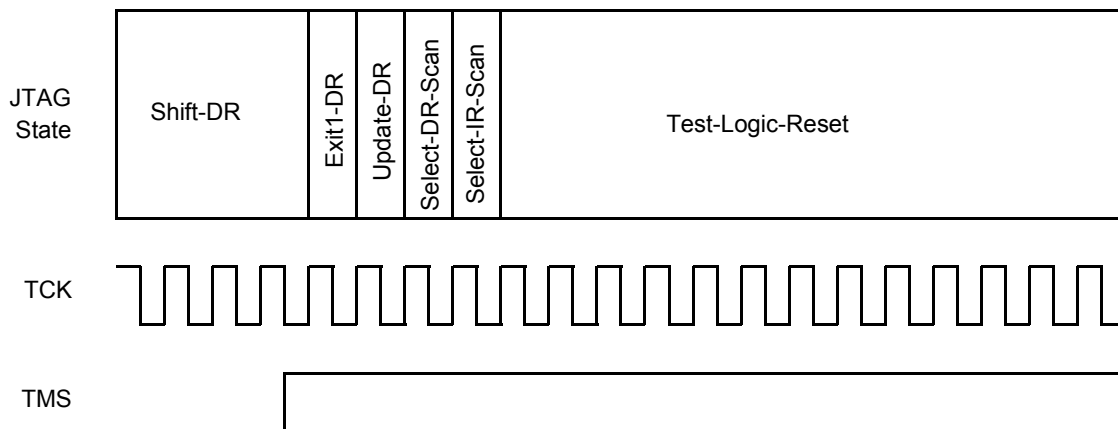 JTAG
State
Shift-DR
Exit1-DR
Update-DR
Select-DR-Scan
Select-IR-Scan
Test-Logic-Reset
TCK
TMS